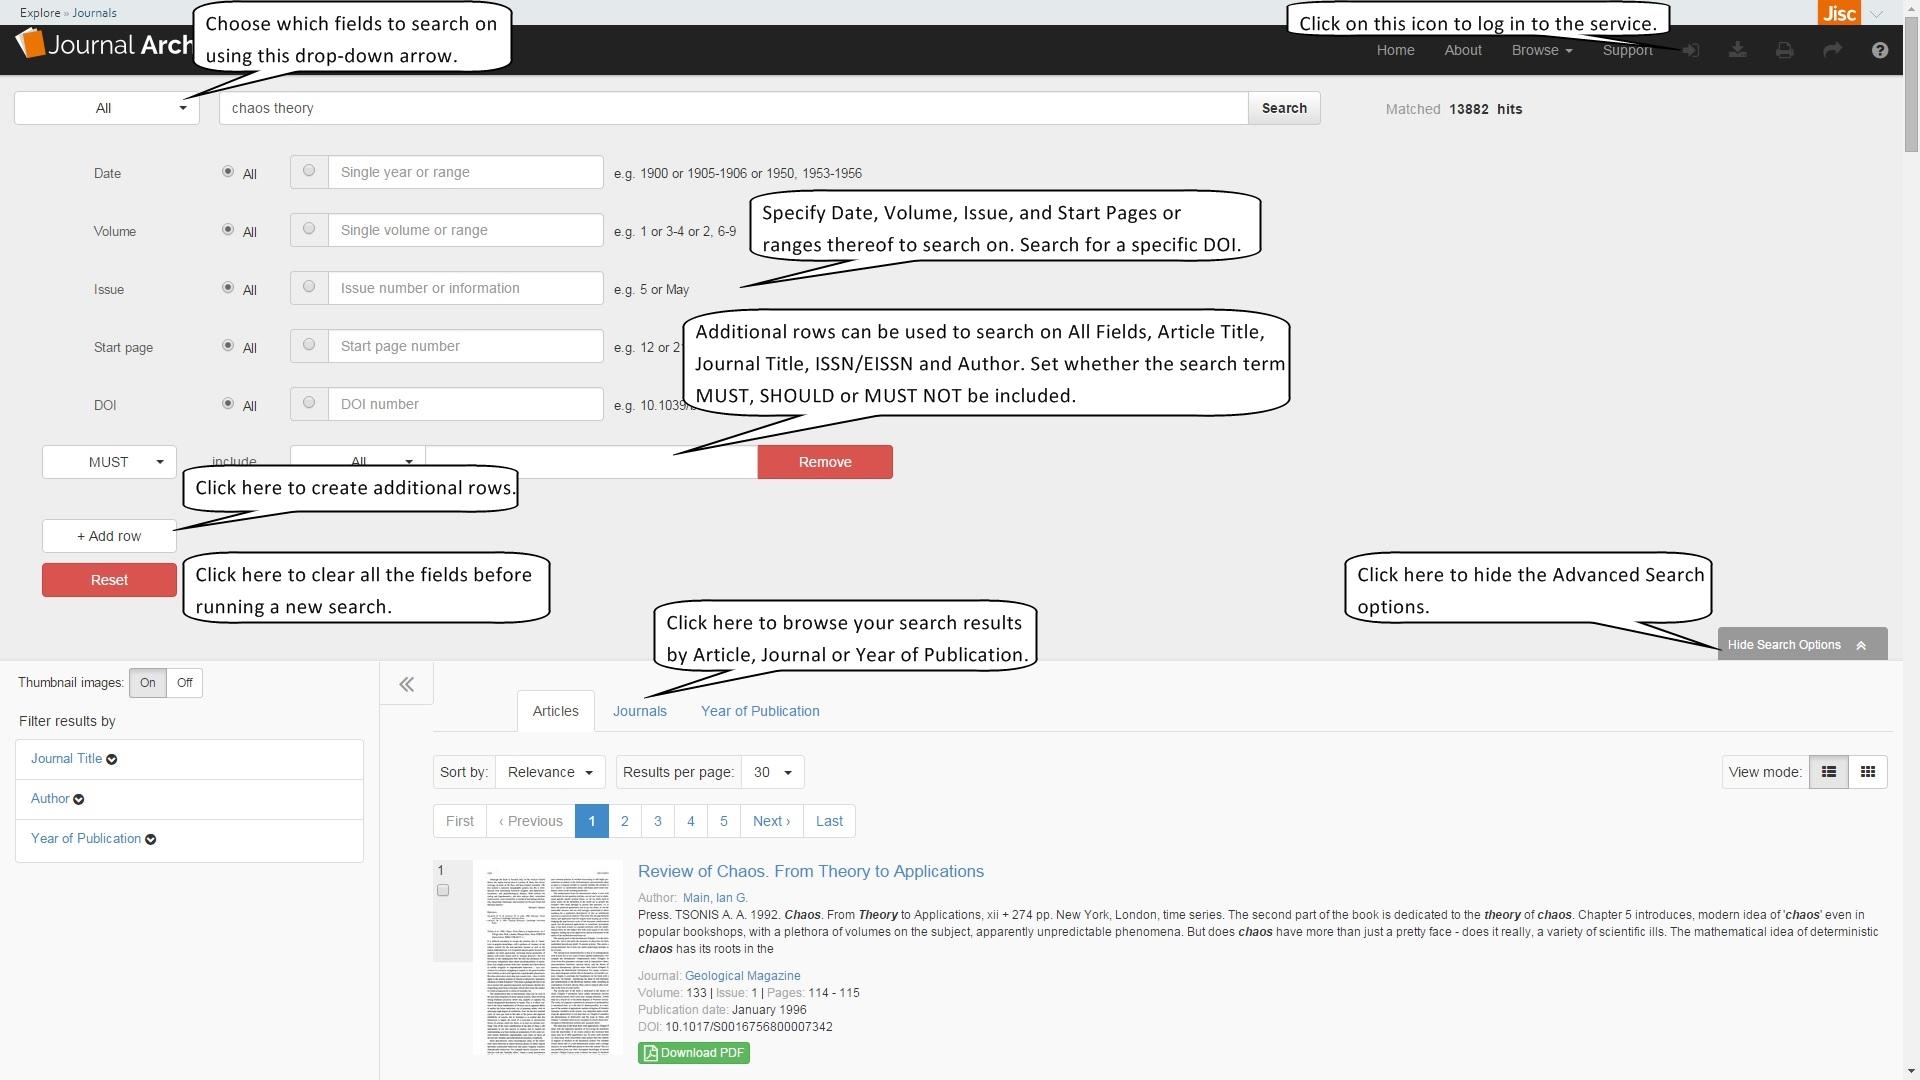 Explore » Journals
Choose which fields to search on
using this drop-down arrow.
Click on this icon to log in to the service.
Jisc
Journal Arch
Home About Browse Support
All
chaos theory
Search
Matched 13882 hits
Date All Single year or range e.g. 1900 or 1905-1906 or 1950, 1953-1956
Volume All Single volume or range e.g. 1 or 3-4 or 2, 6-9
Specify Date, Volume, Issue, and Start Pages or
ranges thereof to search on. Search for a specific DOI.
Issue All Issue number or information e.g. 5 or May
Start page All Start page number e.g. 12 or
Additional rows can be used to search on All Fields, Article Title,
Journal Title, ISSN/EISSN and Author. Set whether the search term
MUST, SHOULD or MUST NOT be included.
DOI All DOI number e.g. 10.1039/
MUST include All Remove
Click here to create additional rows.
+ Add row
Reset
Click here to clear all the fields before
running a new search.
Click here to hide the Advanced Search
options.
Click here to browse your search results
by Article, Journal or Year of Publication.
Hide Search Options
Thumbnail images: On Off
Filter results by
Journal Title
Author
Year of Publication
Articles Journals Year of Publication
Sort by: Relevance Results per page: 30
View mode:
First ‹ Previous 1 2 3 4 5 Next › Last
1
Review of Chaos. From Theory to Applications
Author: Main, Ian G.
Press. TSONIS A. A. 1992. Chaos. From Theory to Applications, xii + 274 pp. New York, London, time series. The second part of the book is dedicated to the theory of chaos. Chapter 5 introduces, modern idea of 'chaos' even in
popular bookshops, with a plethora of volumes on the subject, apparently unpredictable phenomena. But does chaos have more than just a pretty face - does it really, a variety of scientific ills. The mathematical idea of deterministic
chaos has its roots in the
Journal: Geological Magazine
Volume: 133 | Issue: 1 | Pages: 114 - 115
Publication date: January 1996
DOI: 10.1017/S0016756800007342
Download PDF